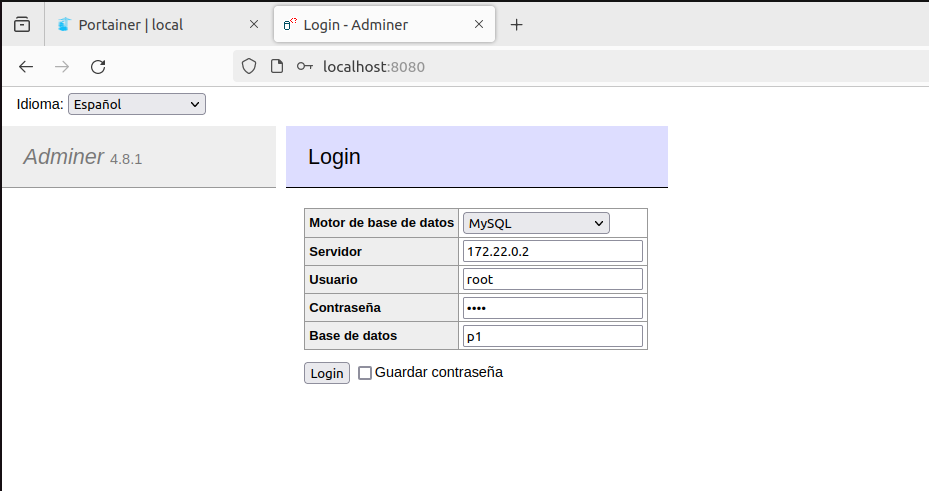 Portainer | local
Login - Adminer
localhost:8080
Idioma: Español
Adminer 4.8.1
Login
Motor de base de datos MySQL
Servidor 172.22.0.2
Usuario root
Contraseña ••••
Base de datos p1
Login Guardar contraseña